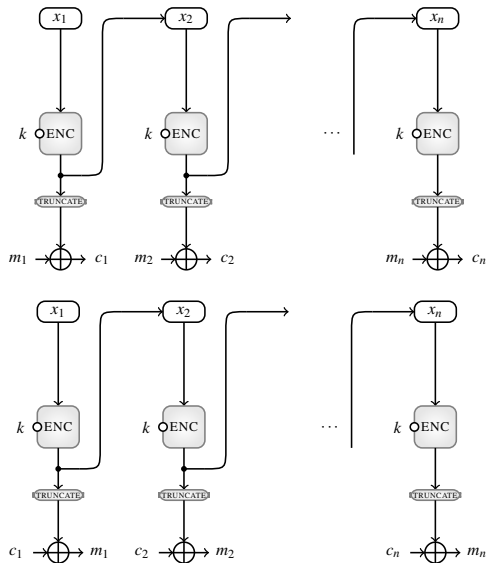 x₁ x₂ xₙ
k ENC k ENC ... k ENC
TRUNCATE TRUNCATE TRUNCATE
m₁ c₁ m₂ c₂ mₙ cₙ
x₁ x₂ xₙ
k ENC k ENC ... k ENC
TRUNCATE TRUNCATE TRUNCATE
c₁ m₁ c₂ m₂ cₙ mₙ